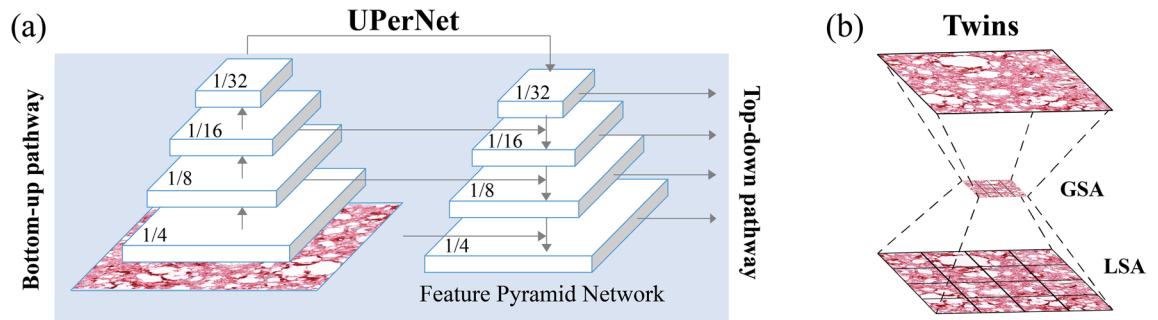 (a)
UPerNet
Bottom-up pathway
1/32
1/16
1/8
1/4
1/32
1/16
1/8
1/4
Feature Pyramid Network
Top-down pathway
(b)
Twins
GSA
LSA